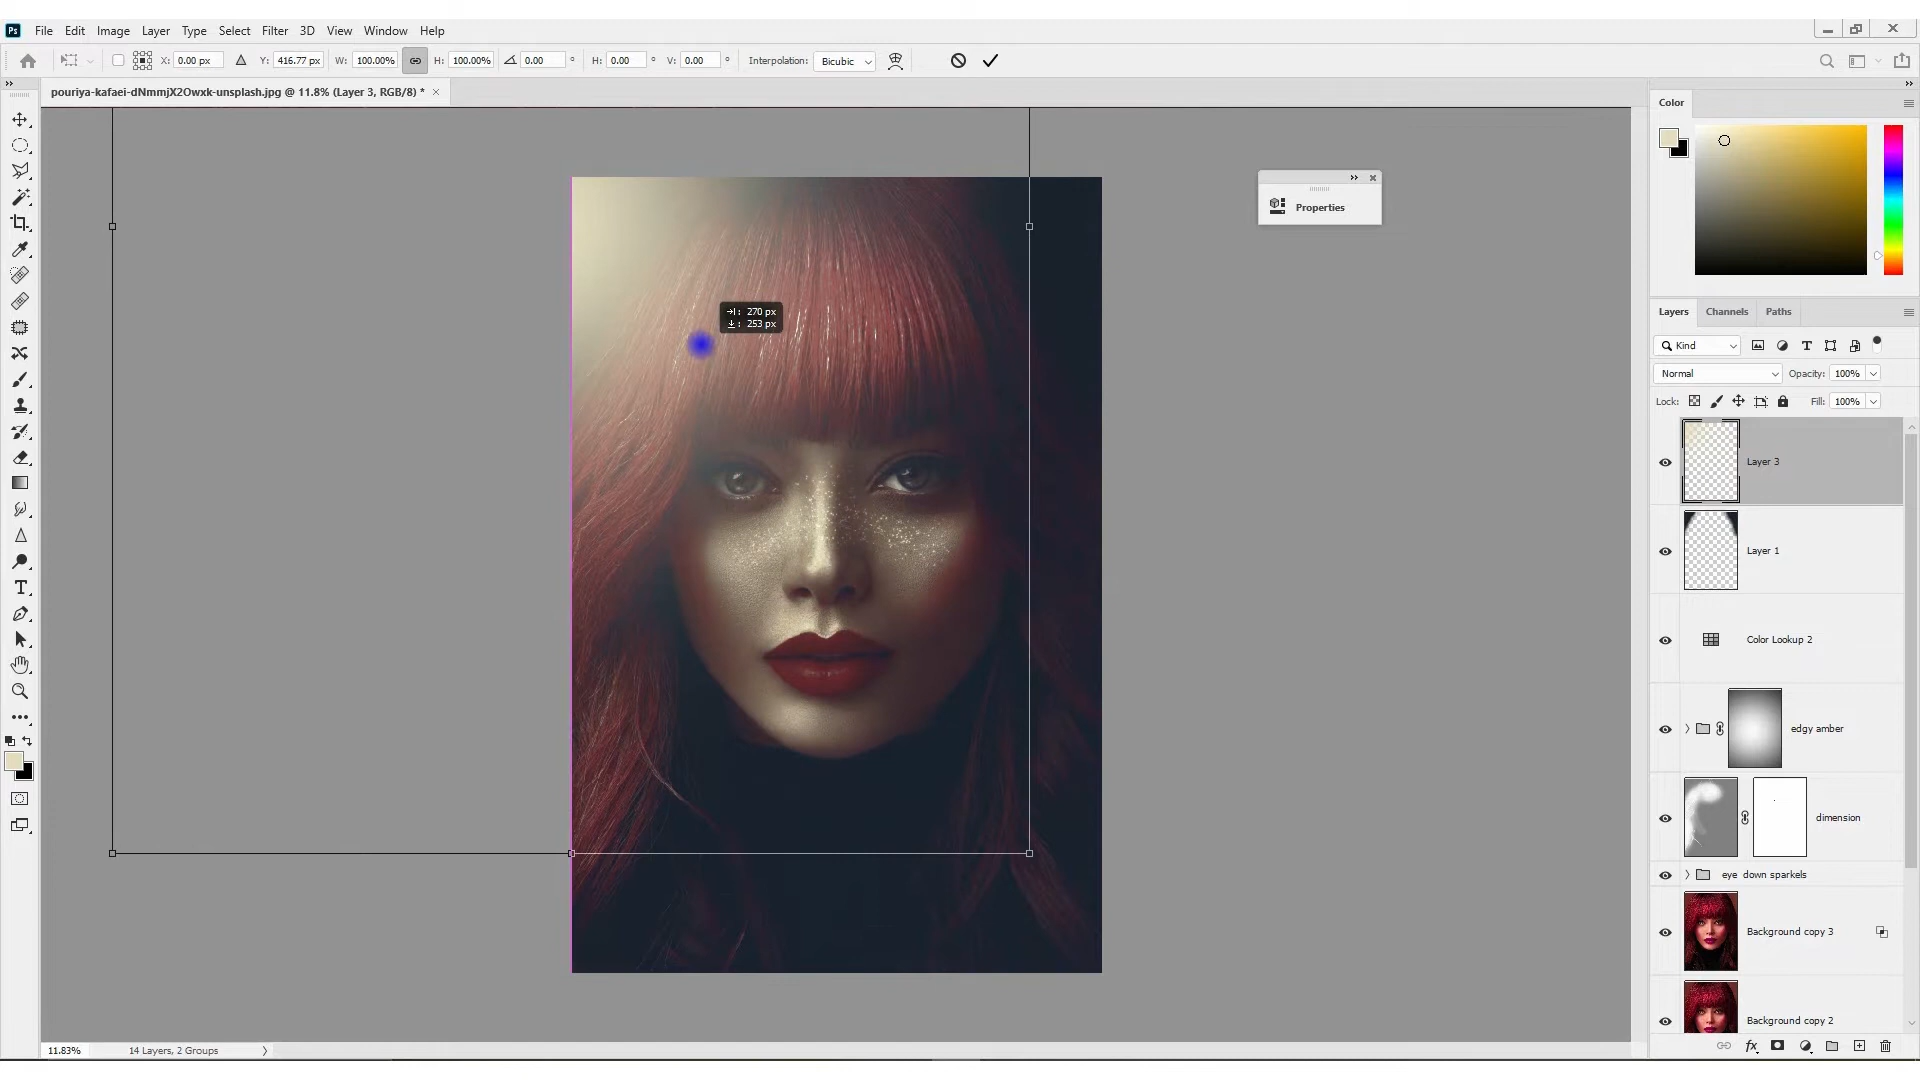 Ps File Edit Image Layer Type Select Filter 3D View Window Help
X: 0.00 px Y: 416.77 px W: 100.00% H: 100.00% 0.00 ° H: 0.00 ° V: 0.00 ° Interpolation: Bicubic
pouriya-kafaei-dNmmjX2Owxk-unsplash.jpg @ 11.8% (Layer 3, RGB/8) * ×
Color
270 px
253 px
Properties
Layers Channels Paths
Kind
Normal Opacity: 100%
Lock: Fill: 100%
Layer 3
Layer 1
Color Lookup 2
edgy amber
dimension
eye down sparkels
Background copy 3
Background copy 2
11.83% 14 Layers, 2 Groups